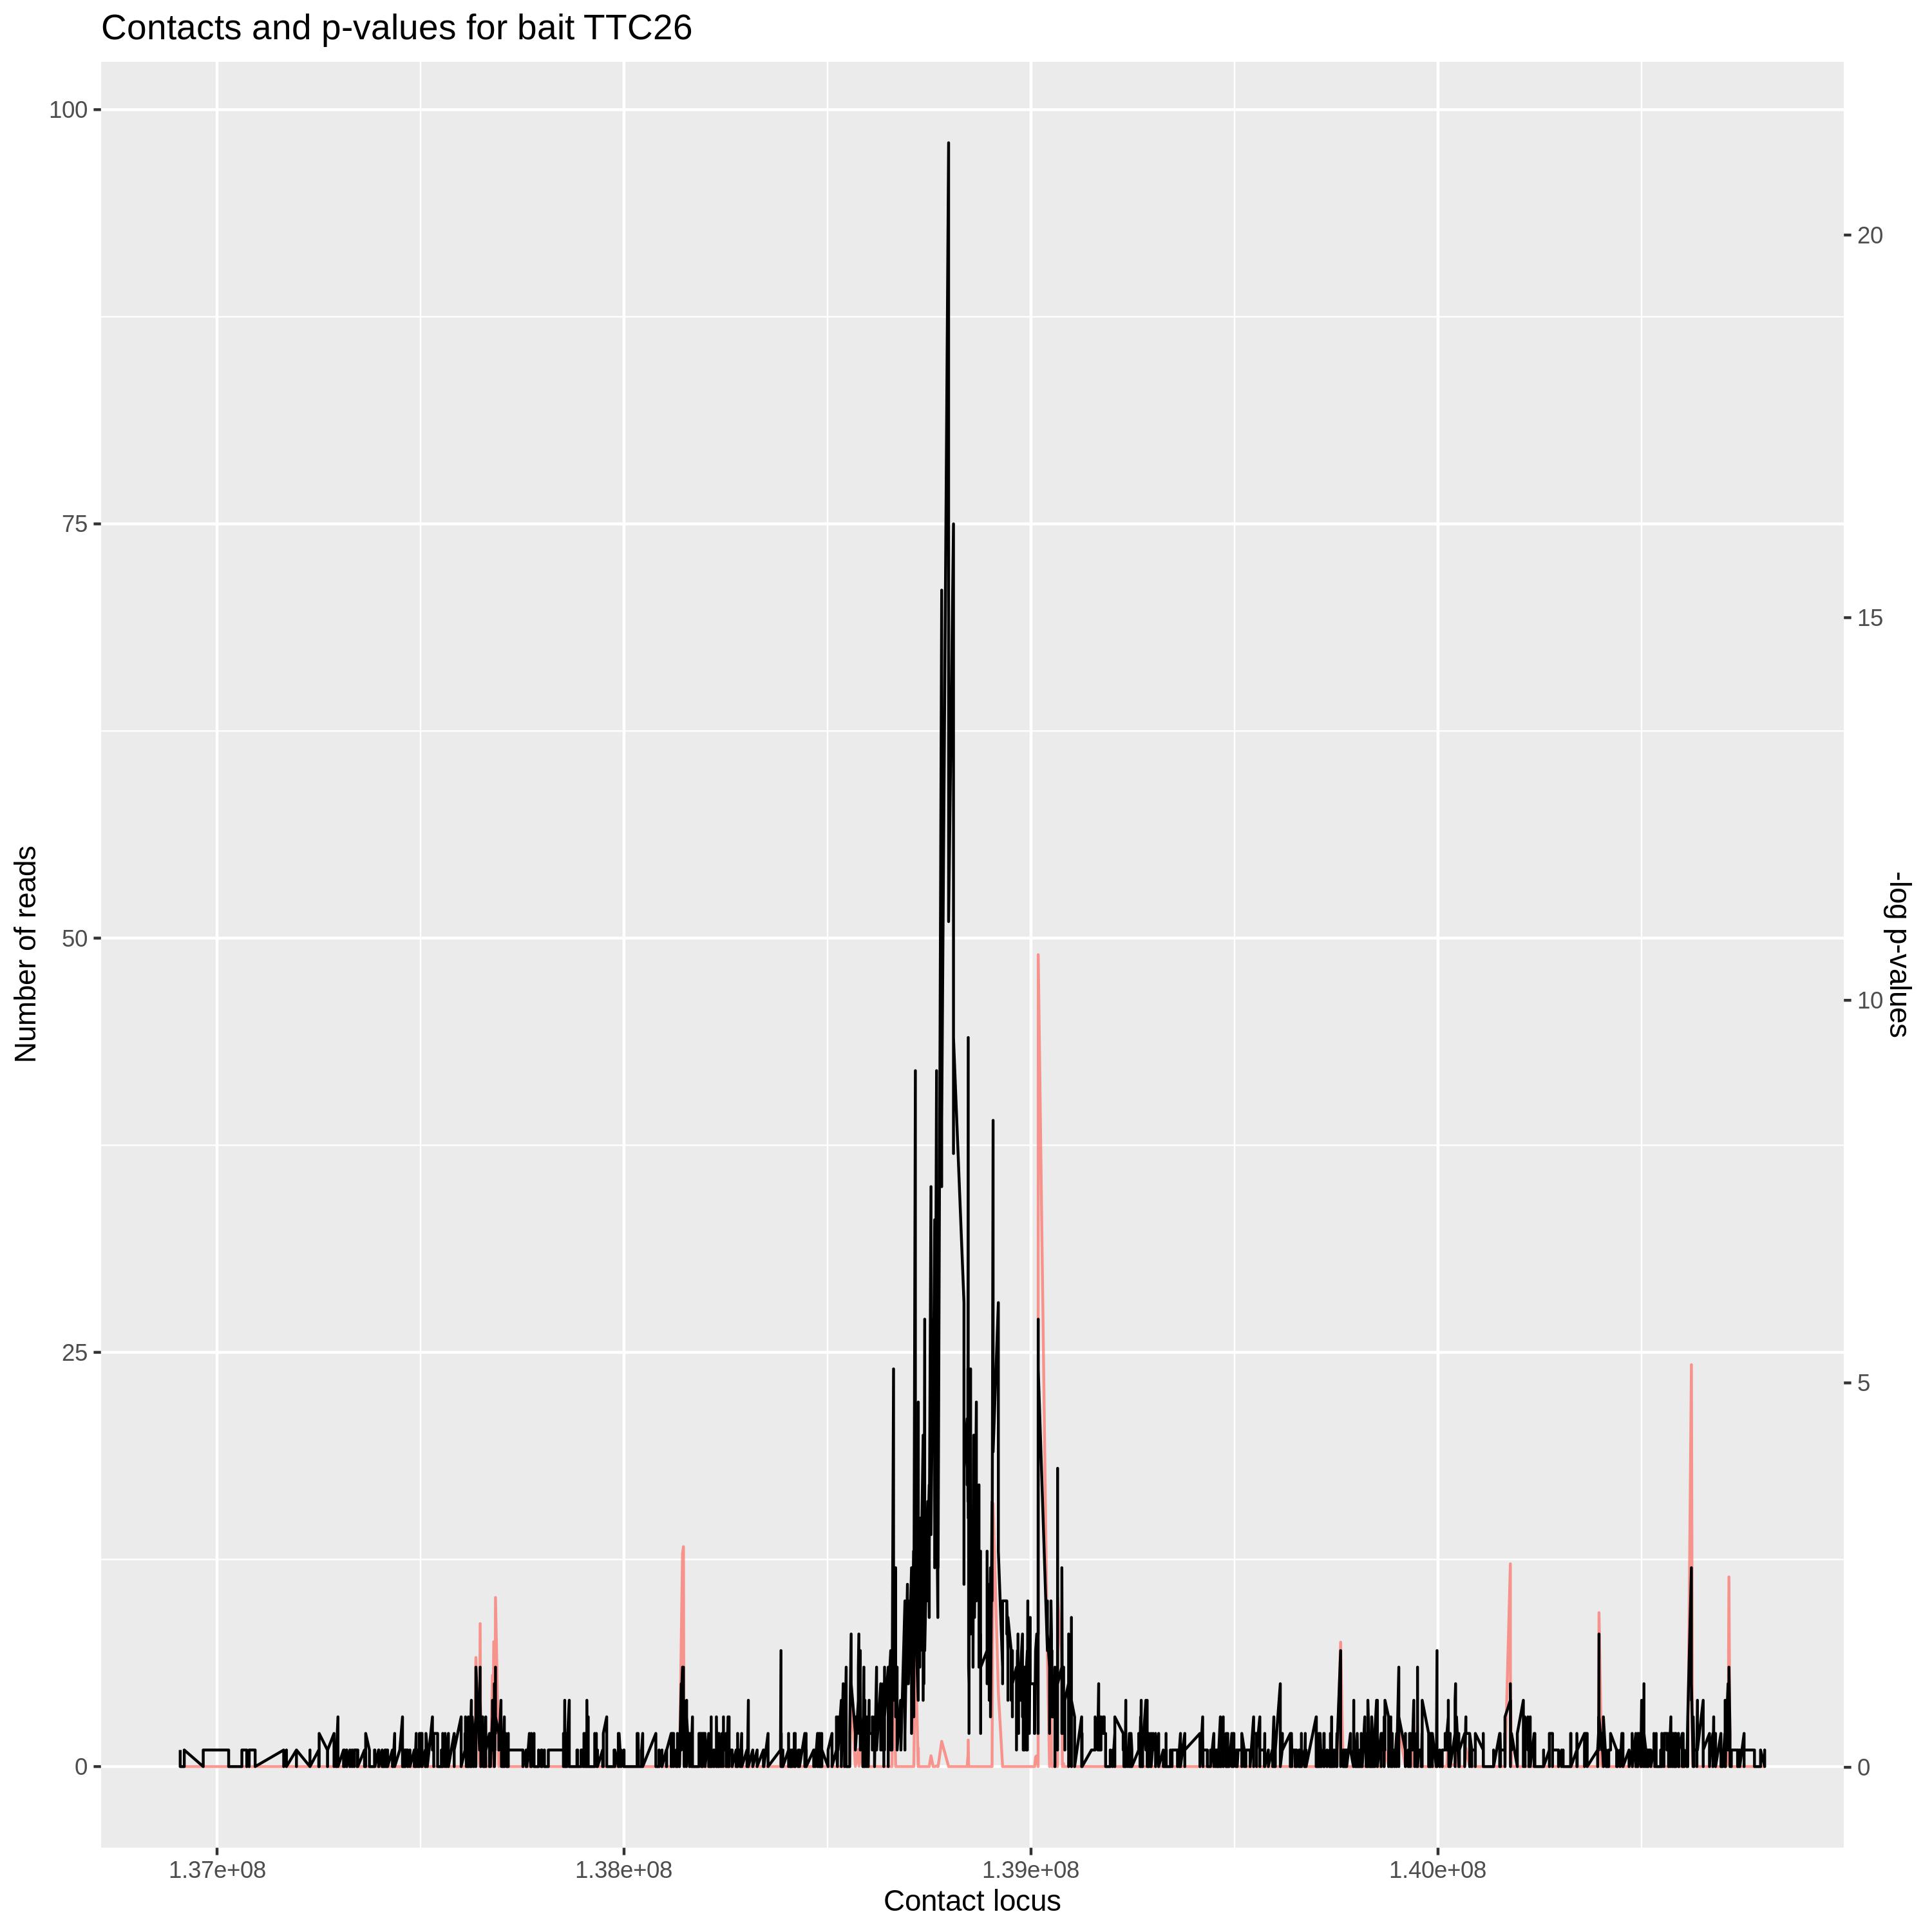 Contacts and p-values for bait TTC26
100
75
50
25
0
Number of reads
20
15
10
5
0
-log p-values
1.37e+08
1.38e+08
1.39e+08
1.40e+08
Contact locus